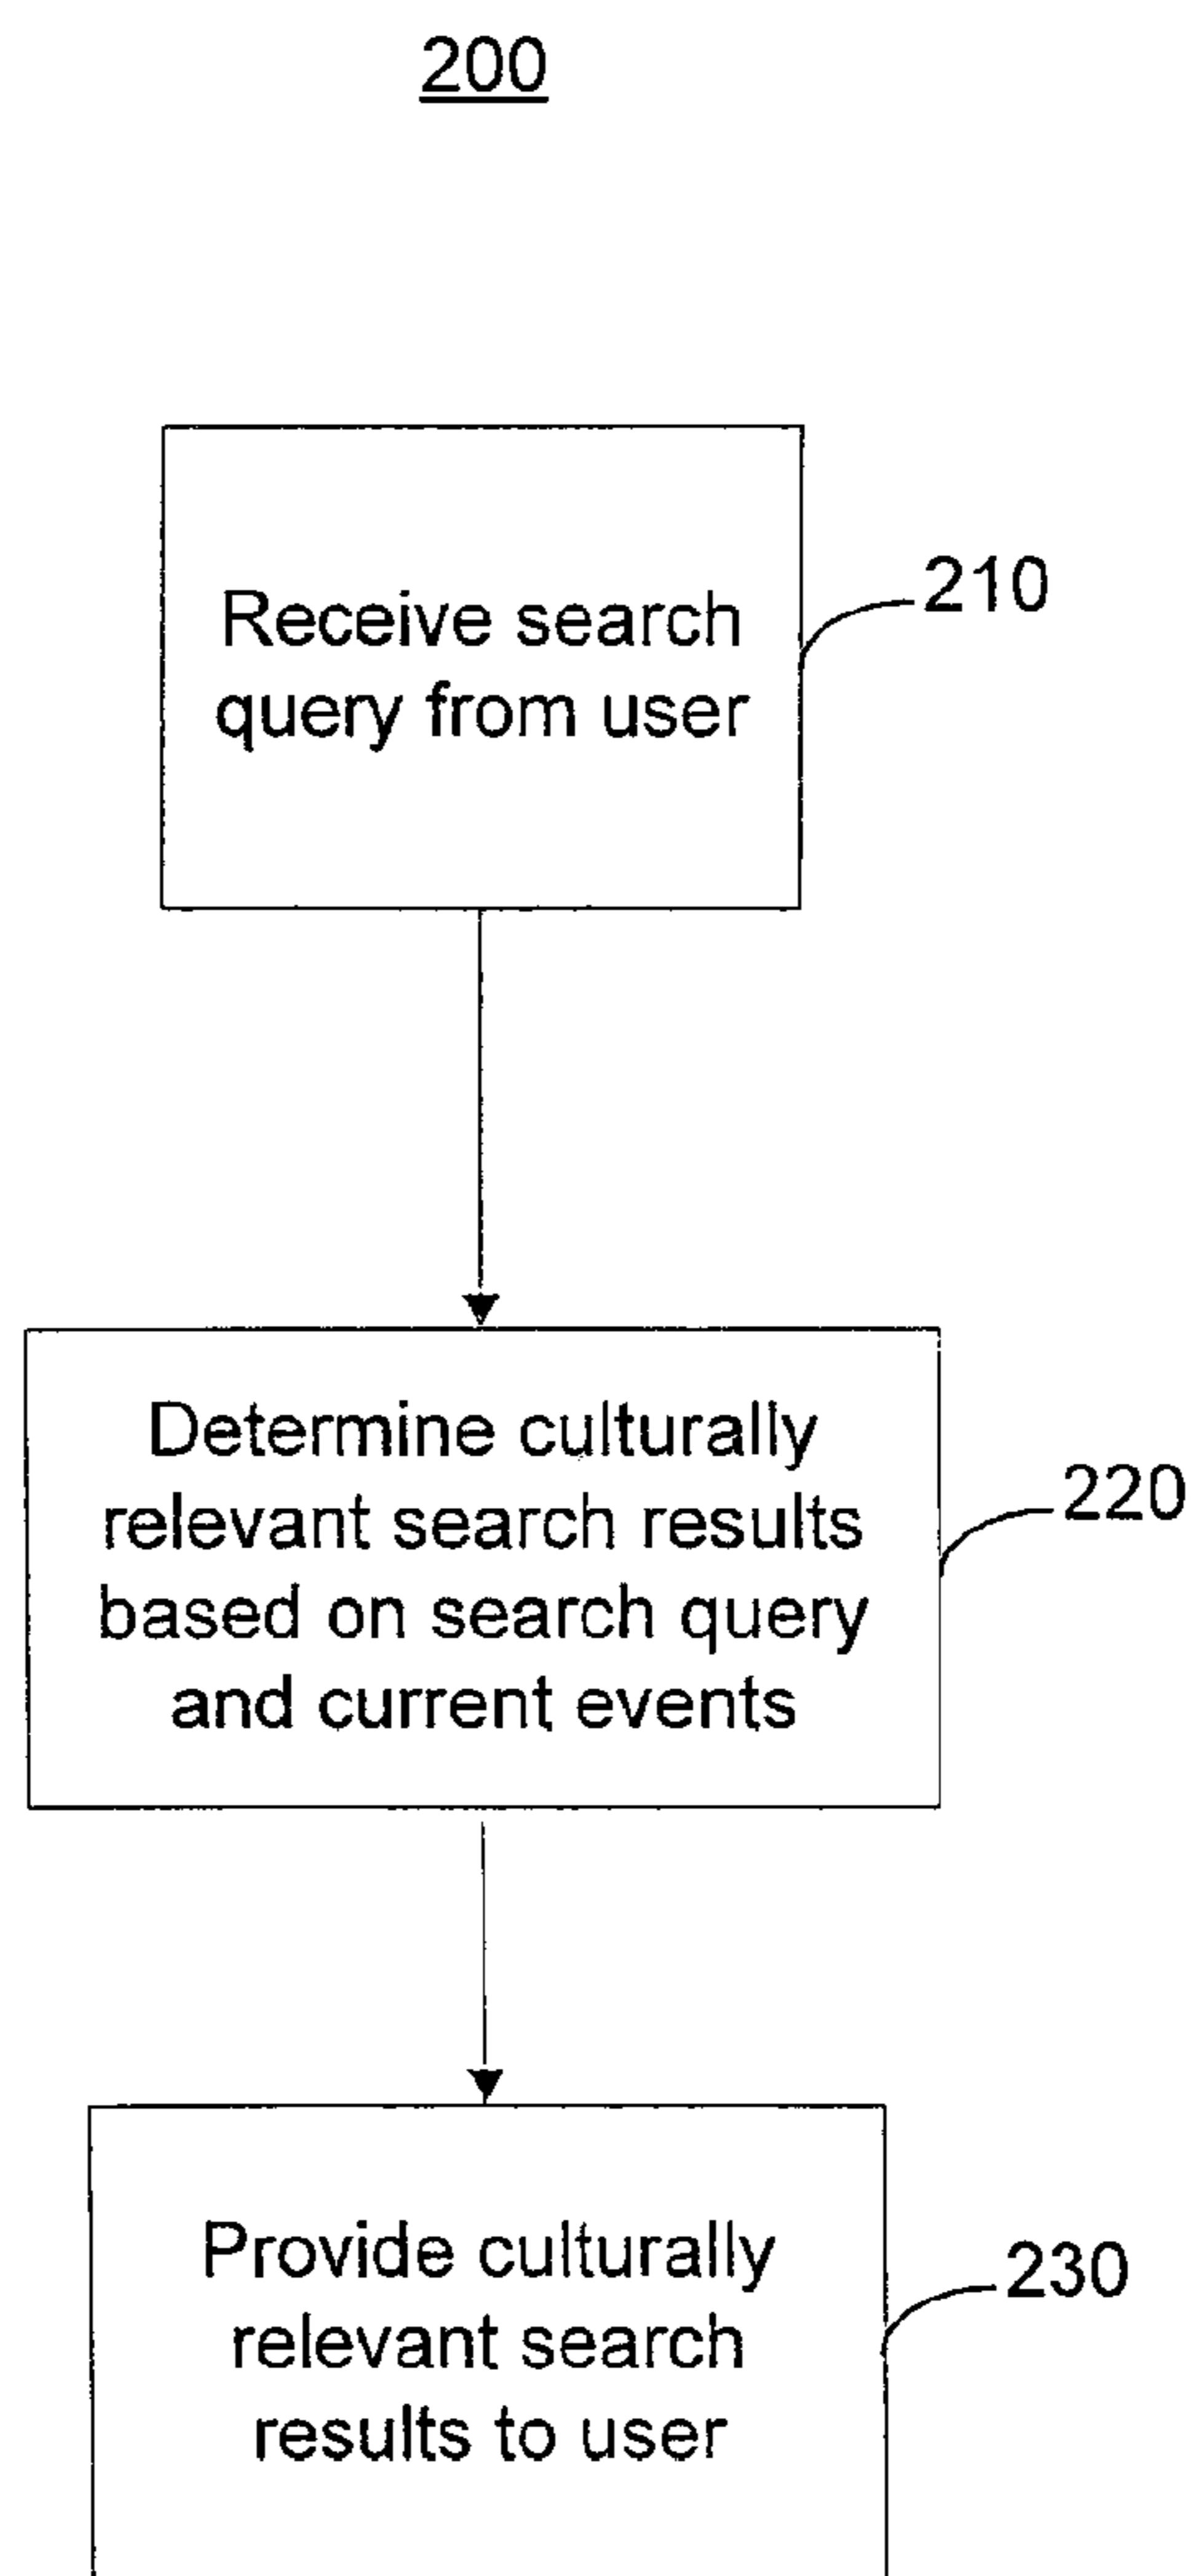 200
Receive search
query from user
210
Determine culturally
relevant search results
based on search query
and current events
220
Provide culturally
relevant search
results to user
230